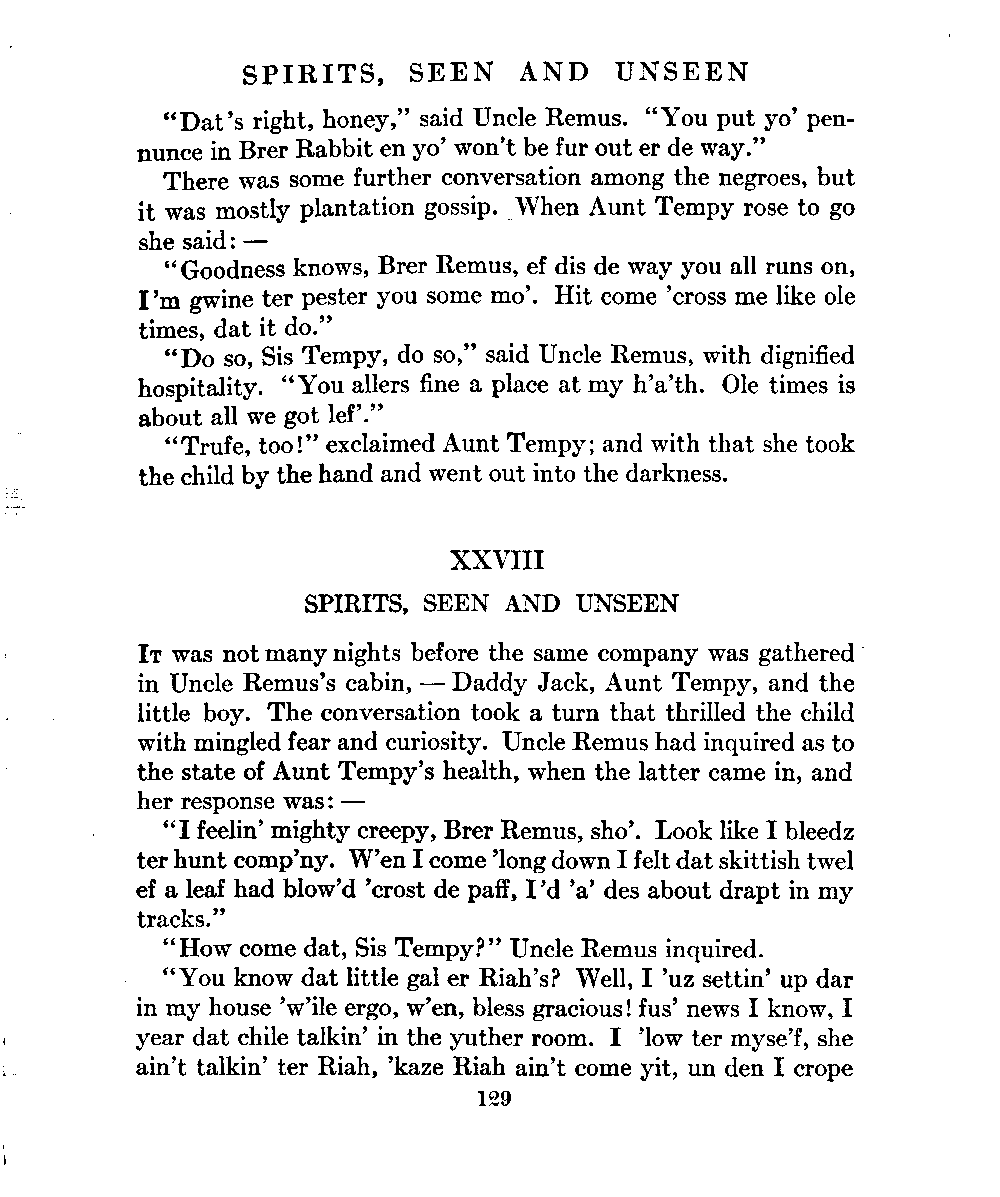 SPIRITS, SEEN AND UNSEEN
“Dat's right, honey,” said Uncle Remus. “You put yo' pen-
nunce in Brer Rabbit en yo' won't be fur out er de way.”
There was some further conversation among the negroes, but
it was mostly plantation gossip. When Aunt Tempy rose to go
she said: —
“Goodness knows, Brer Remus, ef dis de way you all runs on,
I'm gwine ter pester you some mo'. Hit come 'cross me like ole
times, dat it do.”
“Do so, Sis Tempy, do so,” said Uncle Remus, with dignified
hospitality. “You allers fine a place at my h'a'th. Ole times is
about all we got lef'.”
“Trufe, too!” exclaimed Aunt Tempy; and with that she took
the child by the hand and went out into the darkness.
XXVIII
SPIRITS, SEEN AND UNSEEN
IT was not many nights before the same company was gathered
in Uncle Remus's cabin, — Daddy Jack, Aunt Tempy, and the
little boy. The conversation took a turn that thrilled the child
with mingled fear and curiosity. Uncle Remus had inquired as to
the state of Aunt Tempy's health, when the latter came in, and
her response was: —
“I feelin' mighty creepy, Brer Remus, sho'. Look like I bleedz
ter hunt comp'ny. W'en I come 'long down I felt dat skittish twel
ef a leaf had blow'd 'crost de paff, I'd 'a' des about drapt in my
tracks.”
“How come dat, Sis Tempy?” Uncle Remus inquired.
“You know dat little gal er Riah's? Well, I 'uz settin' up dar
in my house 'w'ile ergo, w'en, bless gracious! fus' news I know, I
year dat chile talkin' in the yuther room. I 'low ter myse'f, she
ain't talkin' ter Riah, 'kaze Riah ain't come yit, un den I crope
129